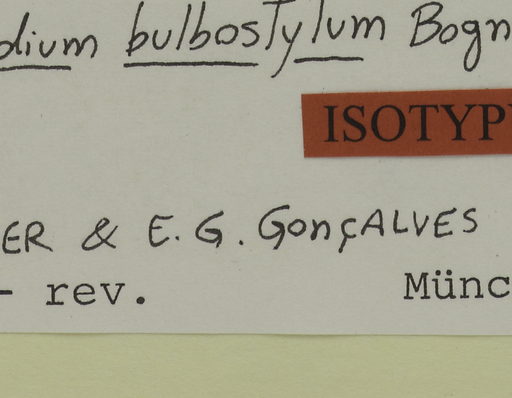 dium bulbostylum Bogn
ISOTYP
ER & E. G. GonçALVES
- rev. Münc